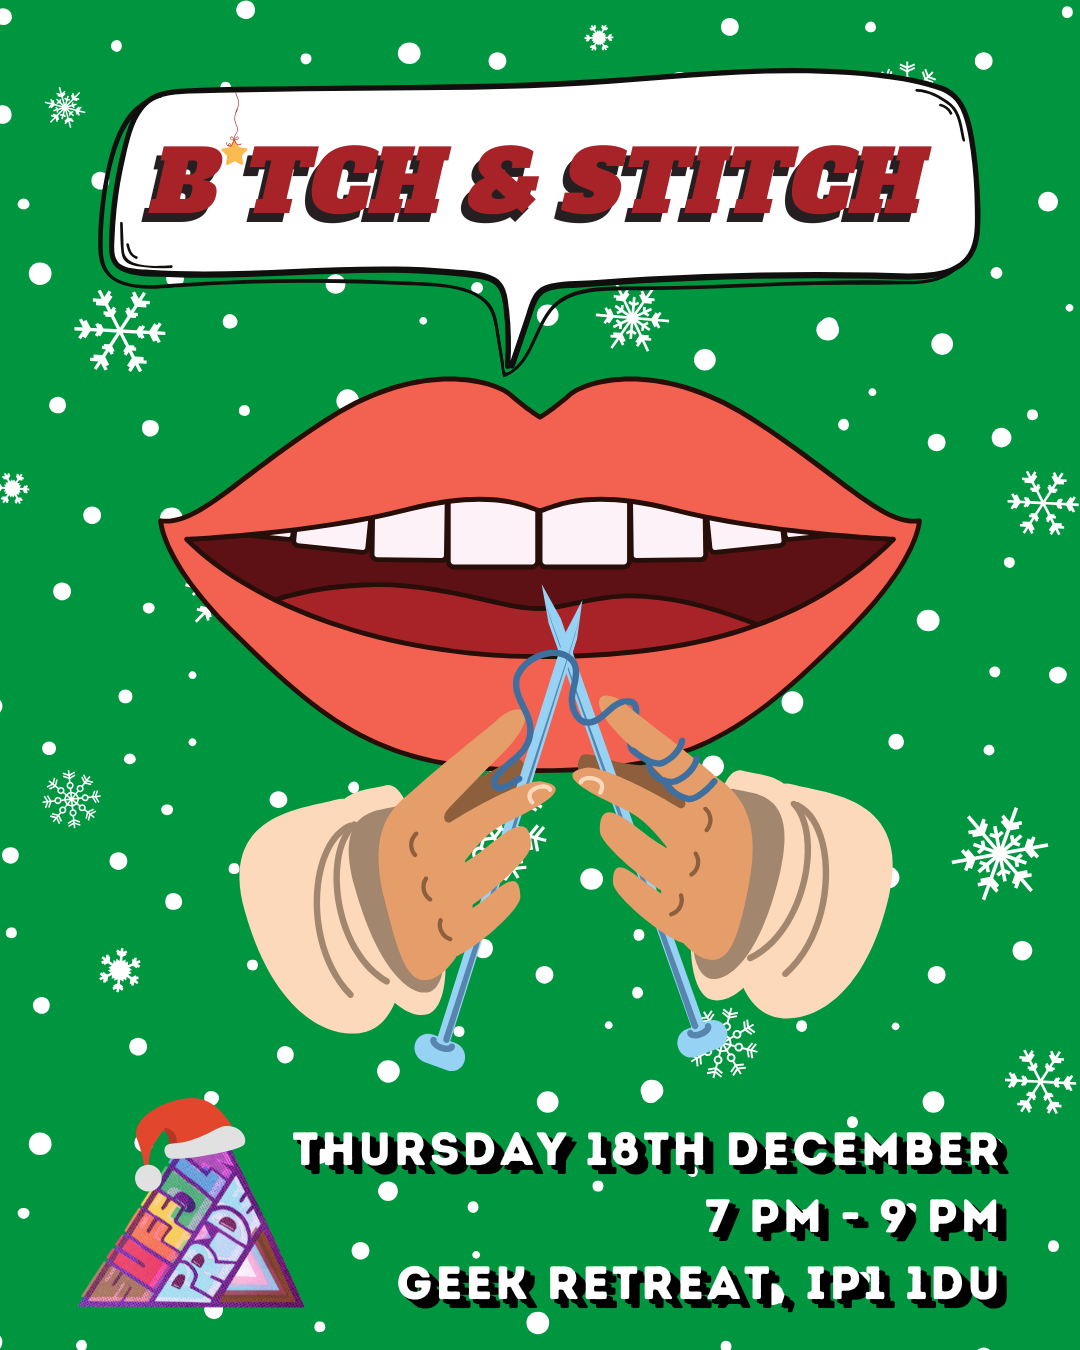 B*TCH & STITCH
THURSDAY 18TH DECEMBER
7 PM - 9 PM
GEEK RETREAT, IP1 1DU
SUFFOLK
PRIDE